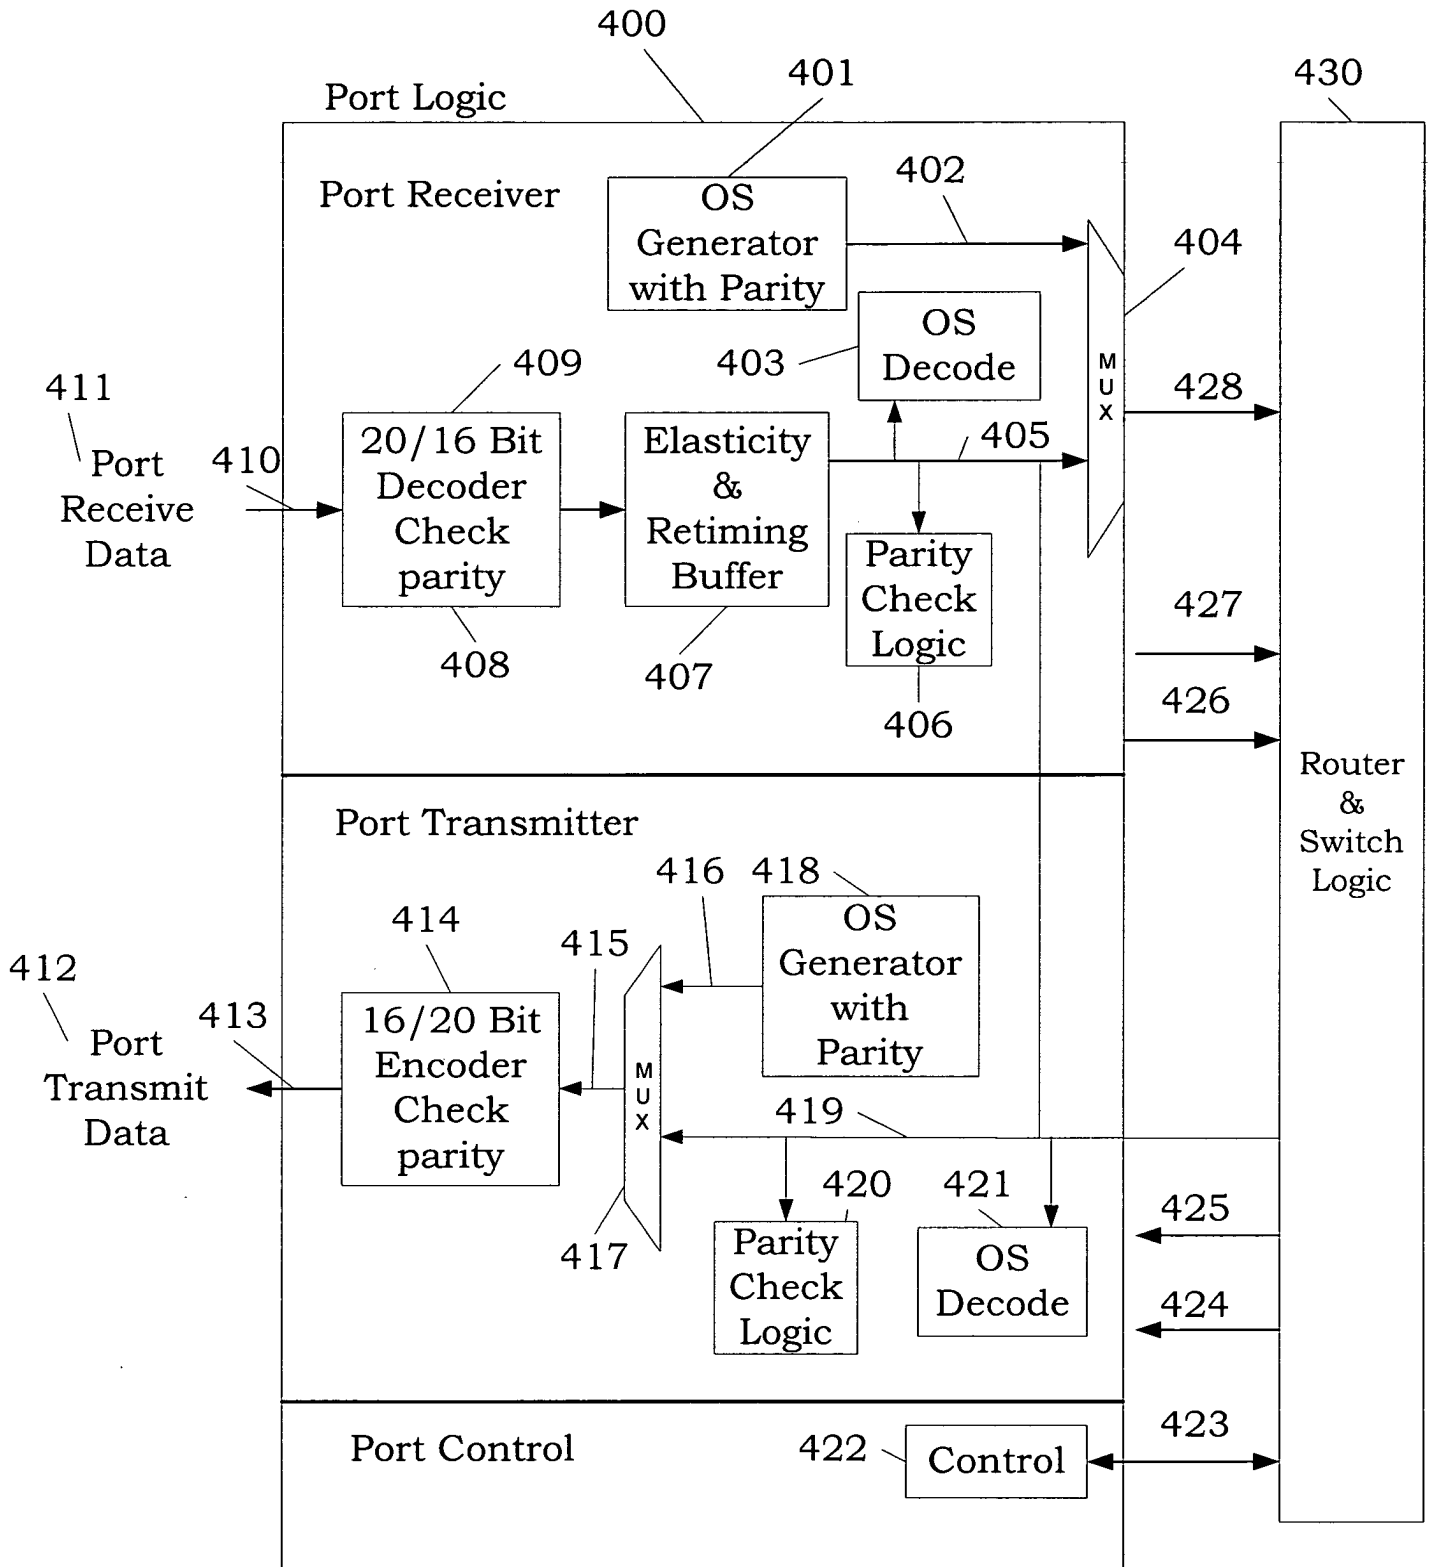 400
401
430
Port Logic
Port Receiver
OS
Generator
with Parity
402
404
OS
Decode
403
MUX
409
411
Port
Receive
Data
410
20/16 Bit
Decoder
Check
parity
Elasticity
&
Retiming
Buffer
405
428
Parity
Check
Logic
427
408
407
406
426
Router
&
Switch
Logic
Port Transmitter
416
418
OS
Generator
with
Parity
414
415
412
Port
Transmit
Data
413
16/20 Bit
Encoder
Check
parity
MUX
419
420
421
425
417
Parity
Check
Logic
OS
Decode
424
Port Control
422
Control
423